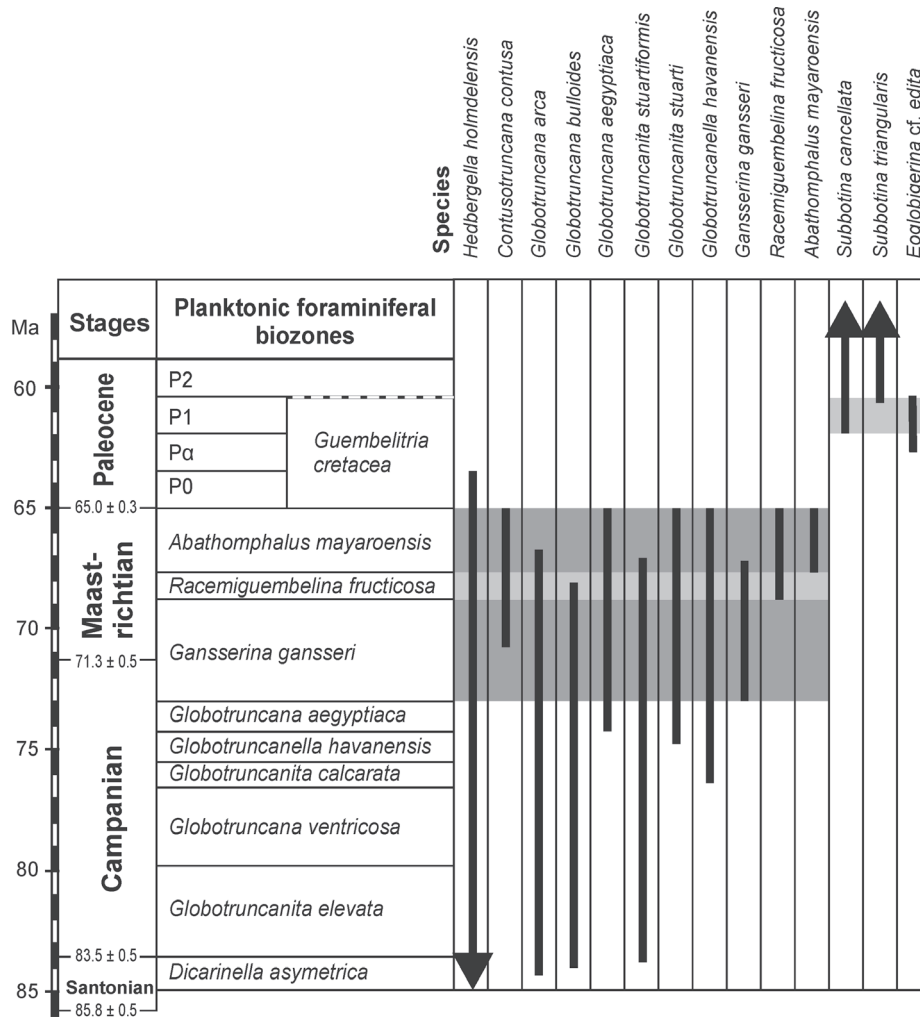 Species
Hedbergella holmdelensis
Contusotruncana contusa
Globotruncana arca
Globotruncana bulloides
Globotruncana aegyptiaca
Globotruncanita stuartiformis
Globotruncanita stuarti
Globotruncanella havanensis
Gansserina gansseri
Racemiguembelina fructicosa
Abathomphalus mayaroensis
Subbotina cancellata
Subbotina triangularis
Eoglobigerina cf. edita
Ma
Stages
Planktonic foraminiferal
biozones
60
65
70
75
80
85
Paleocene
65.0 ± 0.3
Maast-
richtian
71.3 ± 0.5
Campanian
83.5 ± 0.5
Santonian
85.8 ± 0.5
P2
P1
Pα
P0
Guembelitria
cretacea
Abathomphalus mayaroensis
Racemiguembelina fructicosa
Gansserina gansseri
Globotruncana aegyptiaca
Globotruncanella havanensis
Globotruncanita calcarata
Globotruncana ventricosa
Globotruncanita elevata
Dicarinella asymetrica